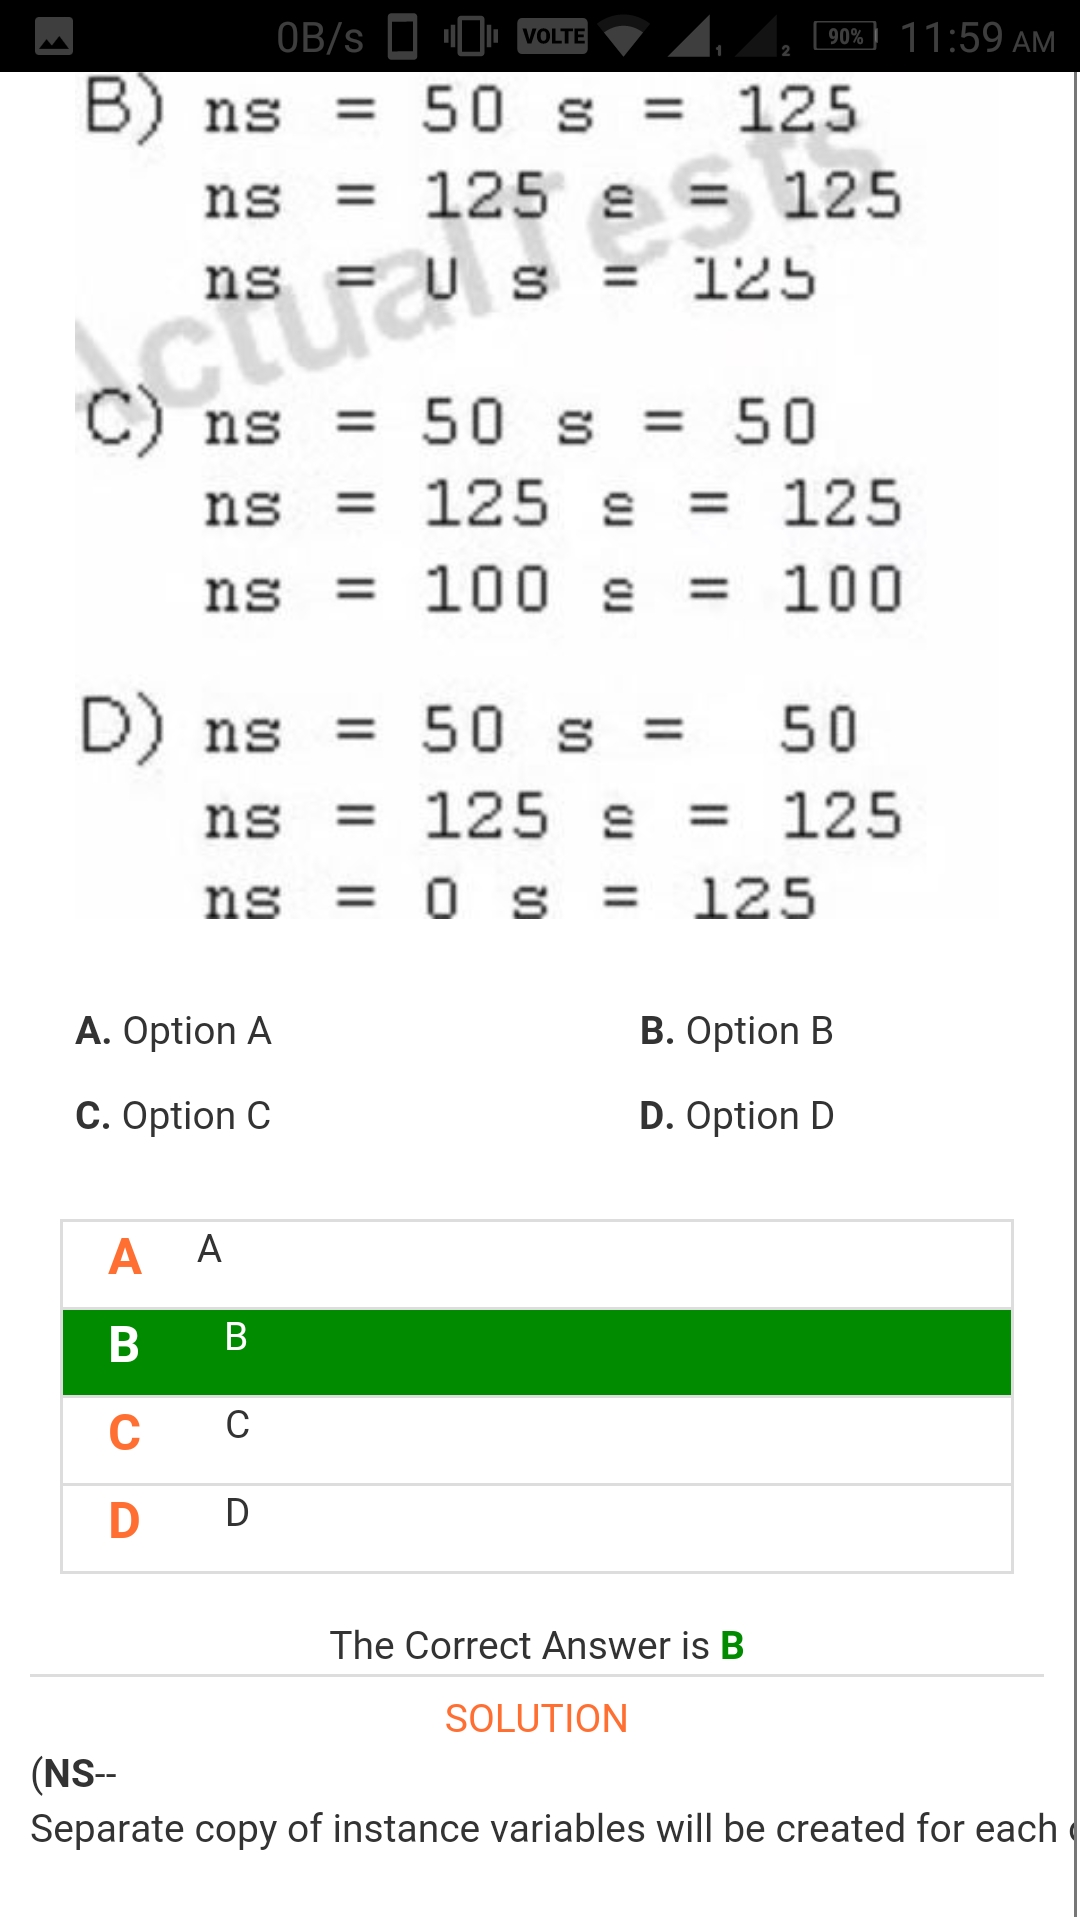 0B/s VOLTE 1 2 90% 11:59 AM
B) ns = 50 s = 125
ns = 125 s = 125
ns = 0 s = 125
ActualTests
C) ns = 50 s = 50
ns = 125 s = 125
ns = 100 s = 100
D) ns = 50 s = 50
ns = 125 s = 125
ns = 0 s = 125
A. Option A B. Option B
C. Option C D. Option D
A A
B B
C C
D D
The Correct Answer is B
SOLUTION
(NS--
Separate copy of instance variables will be created for each